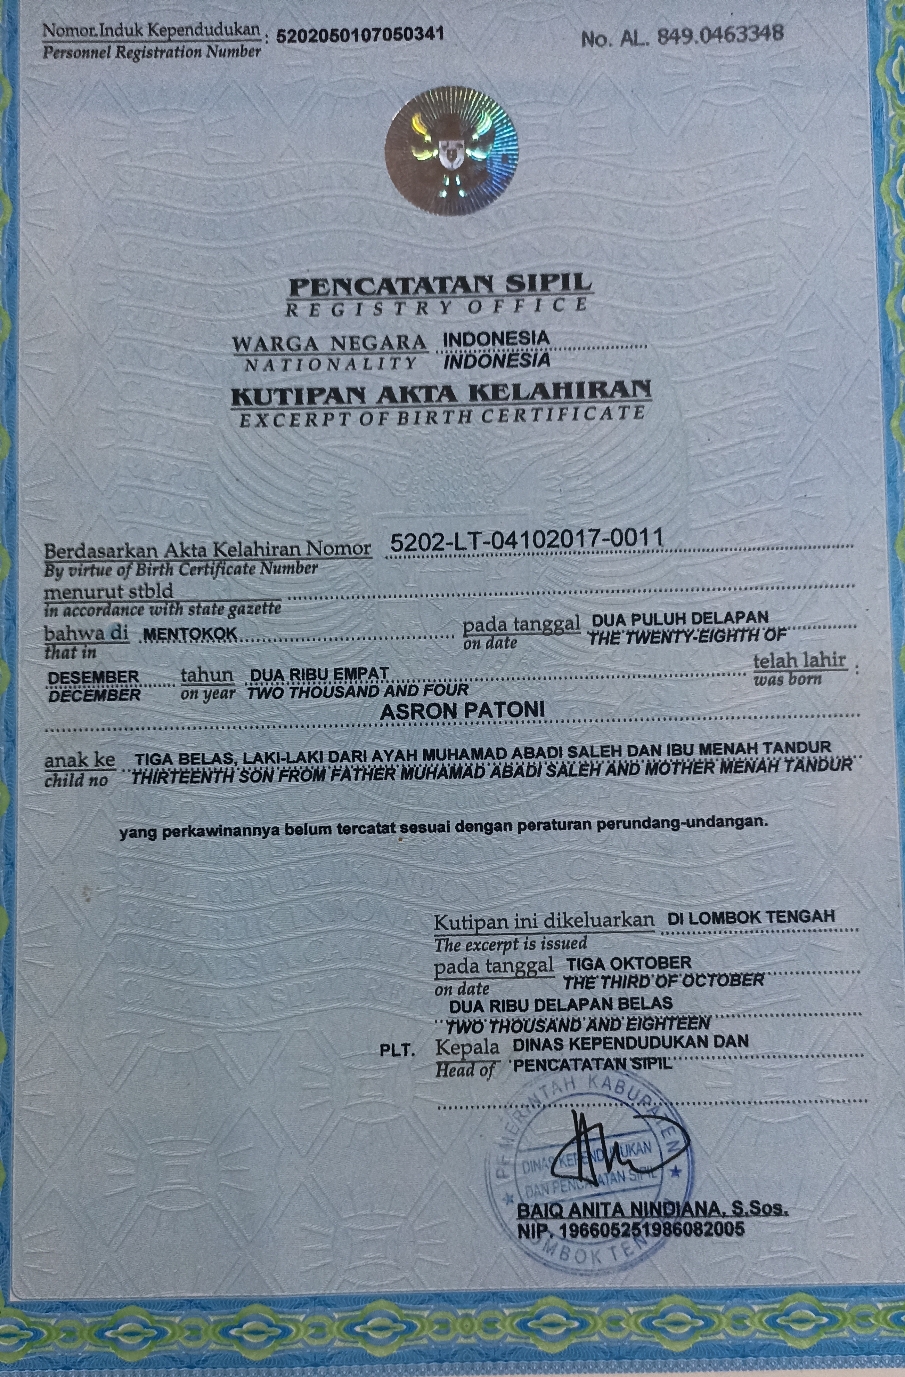 Nomor.Induk Kependudukan : 5202050107050341 No. AL. 849.0463348
Personnel Registration Number
PENCATATAN SIPIL
REGISTRY OFFICE
WARGA NEGARA INDONESIA
NATIONALITY INDONESIA
KUTIPAN AKTA KELAHIRAN
EXCERPT OF BIRTH CERTIFICATE
Berdasarkan Akta Kelahiran Nomor 5202-LT-04102017-0011
By virtue of Birth Certificate Number
menurut stbld
in accordance with state gazette
bahwa di MENTOKOK pada tanggal DUA PULUH DELAPAN
that in on date THE TWENTY-EIGHTH OF
DESEMBER tahun DUA RIBU EMPAT telah lahir :
DECEMBER on year TWO THOUSAND AND FOUR was born
ASRON PATONI
anak ke TIGA BELAS, LAKI-LAKI DARI AYAH MUHAMAD ABADI SALEH DAN IBU MENAH TANDUR
child no THIRTEENTH SON FROM FATHER MUHAMAD ABADI SALEH AND MOTHER MENAH TANDUR
yang perkawinannya belum tercatat sesuai dengan peraturan perundang-undangan.
Kutipan ini dikeluarkan DI LOMBOK TENGAH
The excerpt is issued
pada tanggal TIGA OKTOBER
on date THE THIRD OF OCTOBER
DUA RIBU DELAPAN BELAS
TWO THOUSAND AND EIGHTEEN
PLT. Kepala DINAS KEPENDUDUKAN DAN
Head of PENCATATAN SIPIL
PEMERINTAH KABUPATEN
DINAS KEPENDUDUKAN
DAN PENCATATAN SIPIL
BAIQ ANITA NINDIANA, S.Sos.
NIP. 196605251986082005